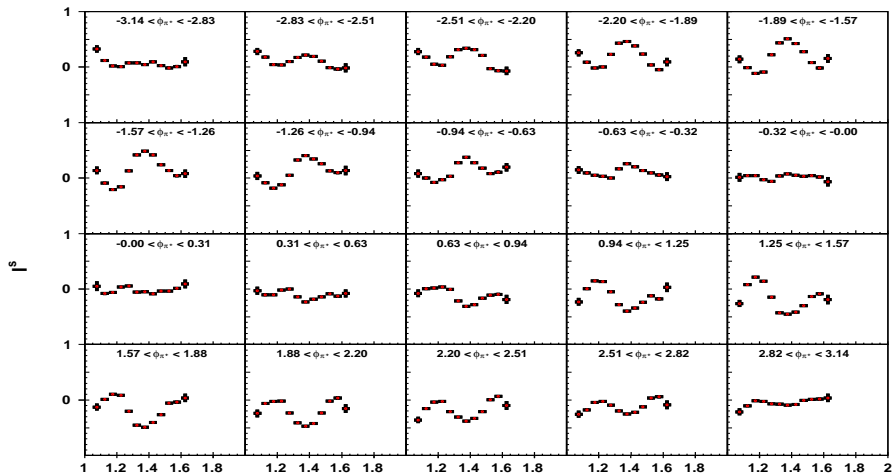 1
-3.14 < ϕπ+ < -2.83
-2.83 < ϕπ+ < -2.51
-2.51 < ϕπ+ < -2.20
-2.20 < ϕπ+ < -1.89
-1.89 < ϕπ+ < -1.57
0
1
-1.57 < ϕπ+ < -1.26
-1.26 < ϕπ+ < -0.94
-0.94 < ϕπ+ < -0.63
-0.63 < ϕπ+ < -0.32
-0.32 < ϕπ+ < -0.00
0
1
-0.00 < ϕπ+ < 0.31
0.31 < ϕπ+ < 0.63
0.63 < ϕπ+ < 0.94
0.94 < ϕπ+ < 1.25
1.25 < ϕπ+ < 1.57
Is
0
1
1.57 < ϕπ+ < 1.88
1.88 < ϕπ+ < 2.20
2.20 < ϕπ+ < 2.51
2.51 < ϕπ+ < 2.82
2.82 < ϕπ+ < 3.14
0
1 1.2 1.4 1.6 1.8 1.2 1.4 1.6 1.8 1.2 1.4 1.6 1.8 1.2 1.4 1.6 1.8 1.2 1.4 1.6 1.8 2